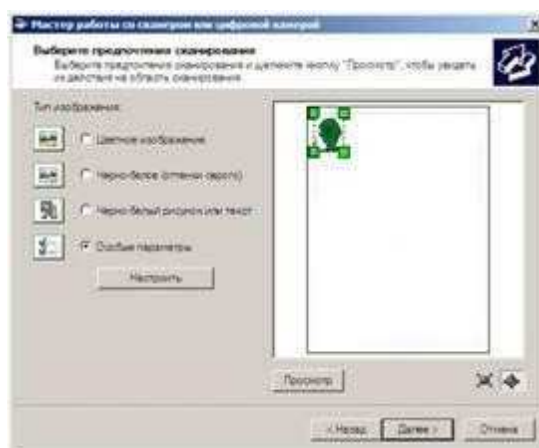 Мастер работы со сканером или цифровой камерой
Выберите предпочтения сканирования
Выберите предпочтения сканирования и щелкните кнопку "Просмотр", чтобы увидеть
их действие на область сканирования.
Тип изображения:
Цветное изображение
Черно-белое (оттенки серого)
Черно-белый рисунок или текст
Особые параметры
Настроить
Просмотр
< Назад
Далее >
Отмена